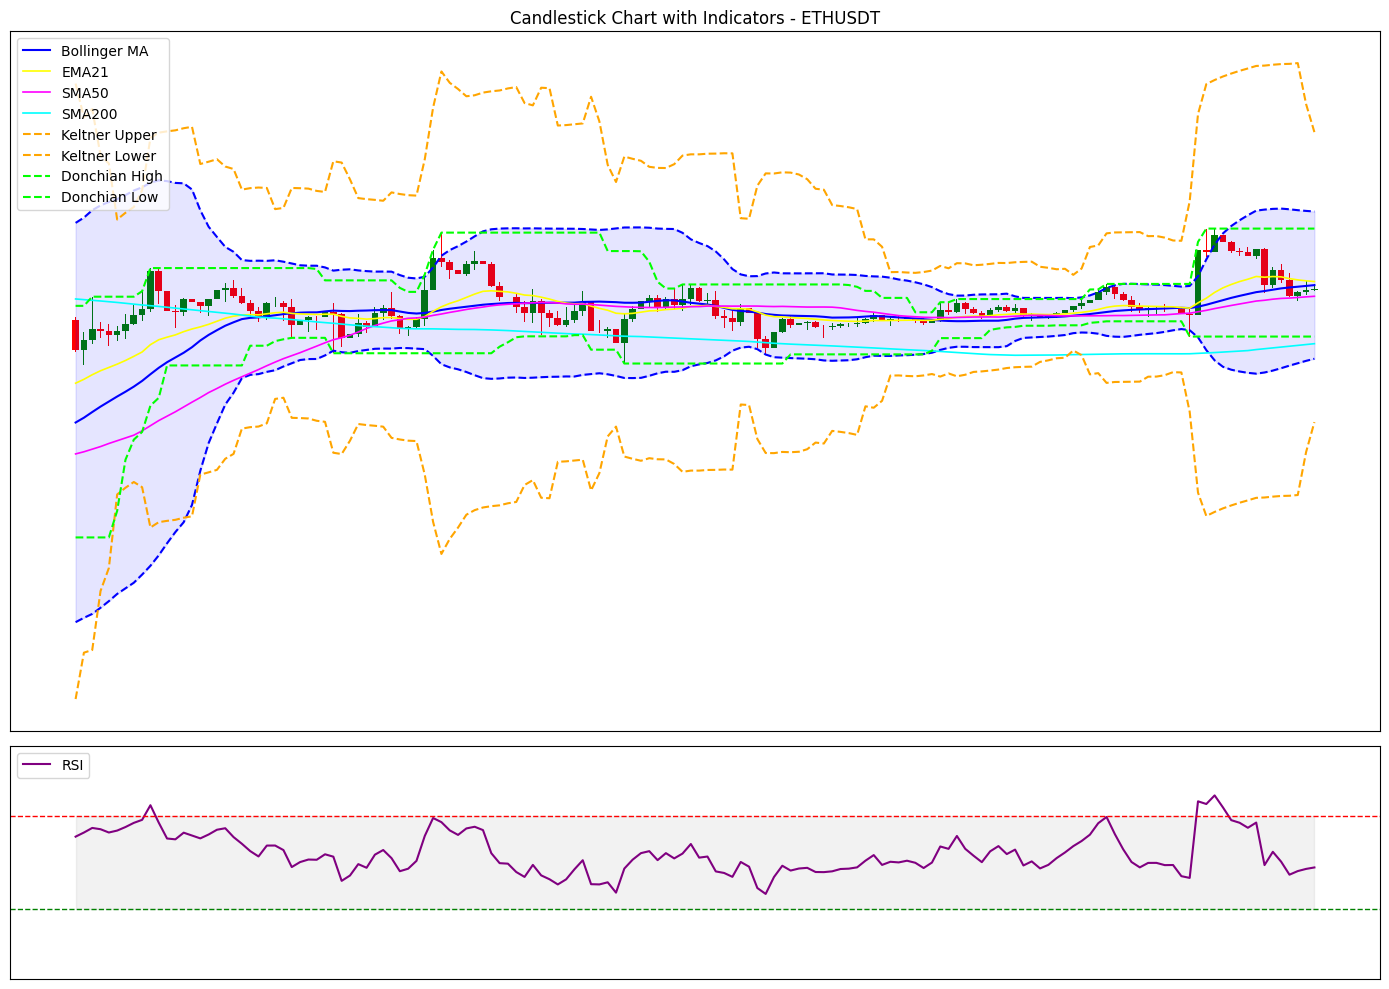 Candlestick Chart with Indicators - ETHUSDT
Bollinger MA
EMA21
SMA50
SMA200
Keltner Upper
Keltner Lower
Donchian High
Donchian Low
RSI